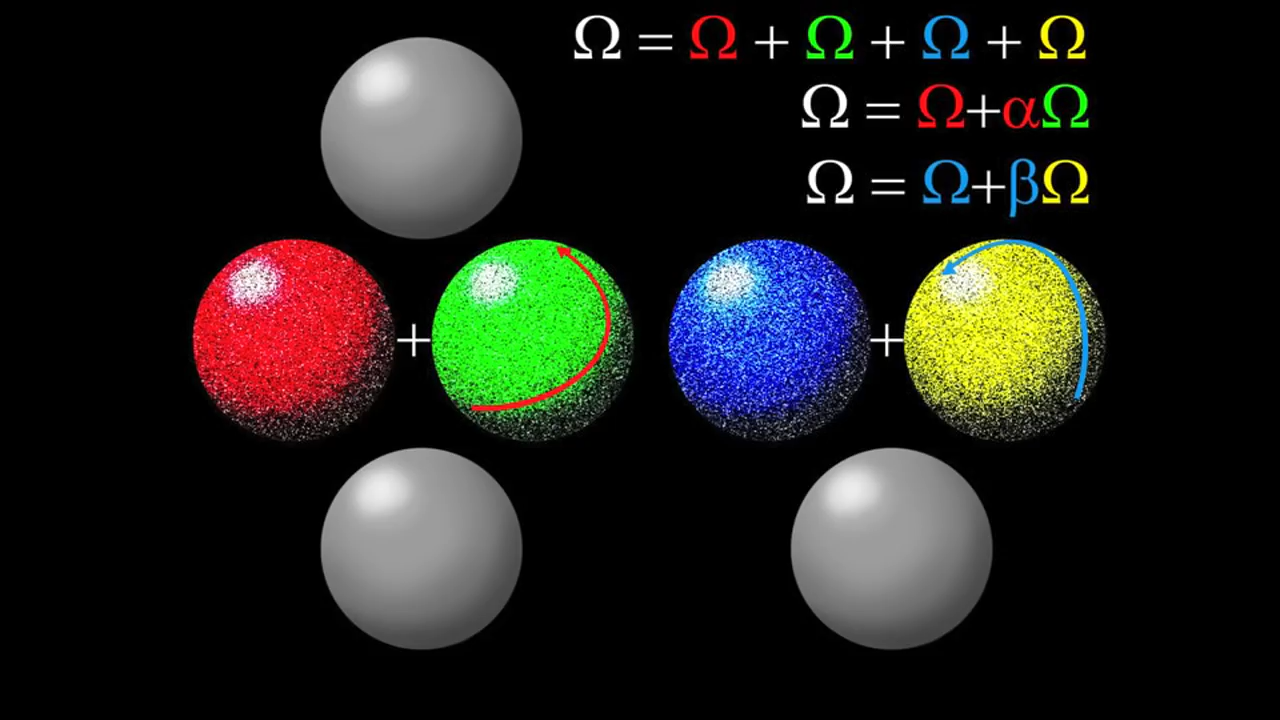 Ω = Ω + Ω + Ω + Ω
Ω = Ω+αΩ
Ω = Ω+βΩ
+ +